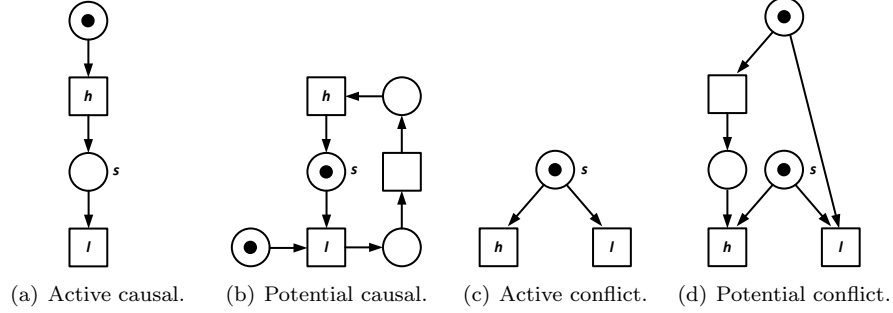 h
s
l
h
s
l
s
h
l
s
h
l
(a) Active causal.
(b) Potential causal.
(c) Active conflict.
(d) Potential conflict.